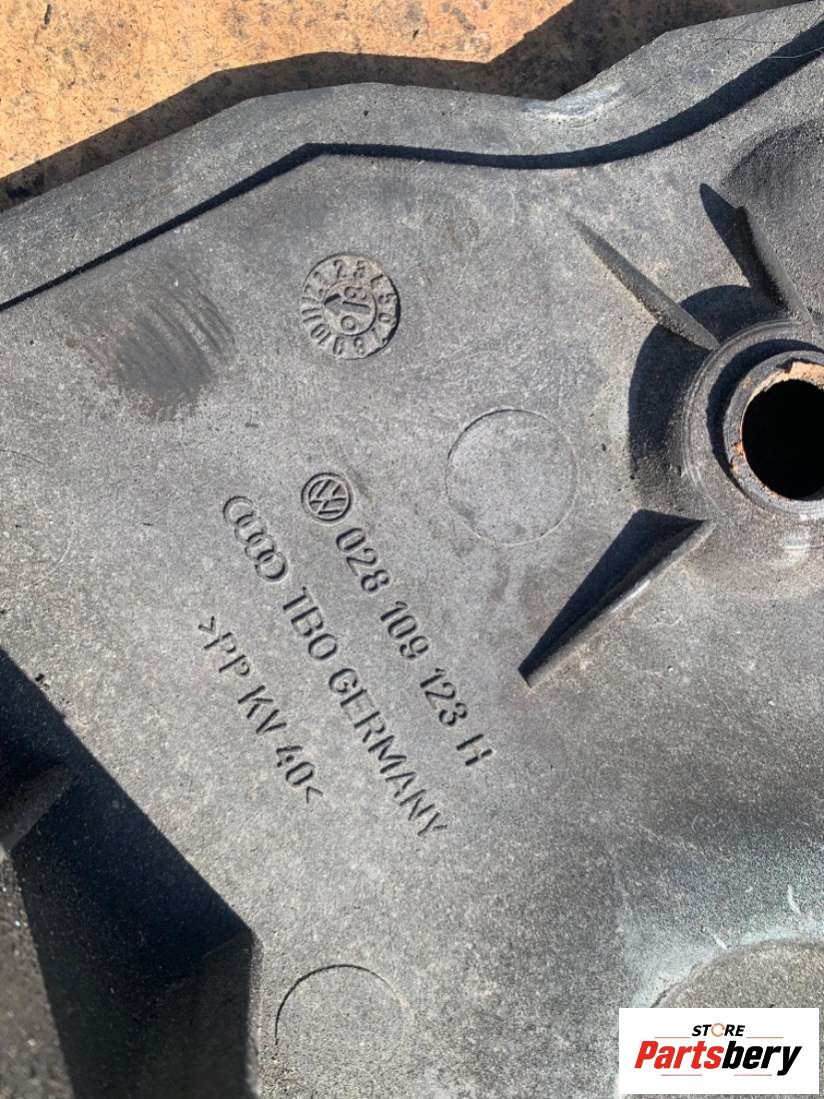 028 109 123 H
TBO GERMANY
>PP KV 40<
STORE
Partsbery